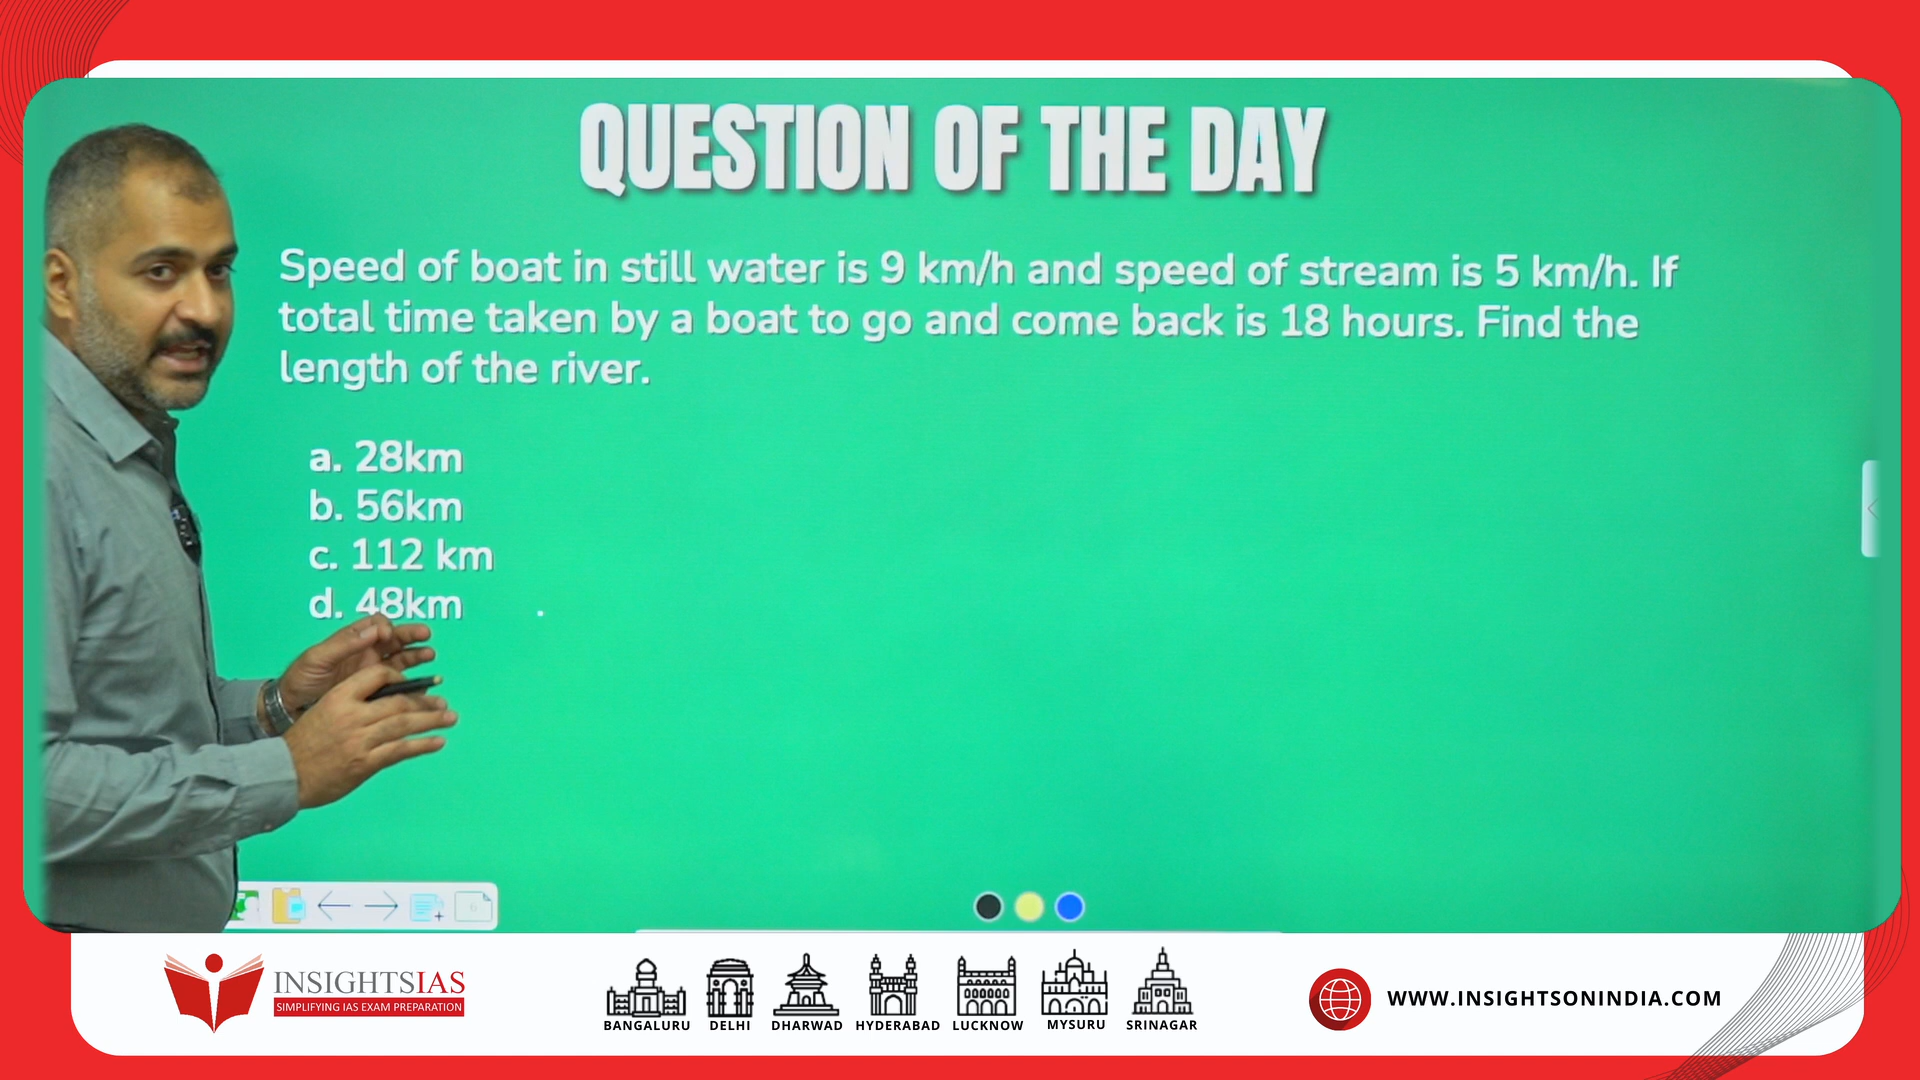 QUESTION OF THE DAY
Speed of boat in still water is 9 km/h and speed of stream is 5 km/h. If
total time taken by a boat to go and come back is 18 hours. Find the
length of the river.
a. 28km
b. 56km
c. 112 km
d. 48km
INSIGHTSIAS
SIMPLIFYING IAS EXAM PREPARATION
BANGALURU DELHI DHARWAD HYDERABAD LUCKNOW MYSURU SRINAGAR
WWW.INSIGHTSONINDIA.COM